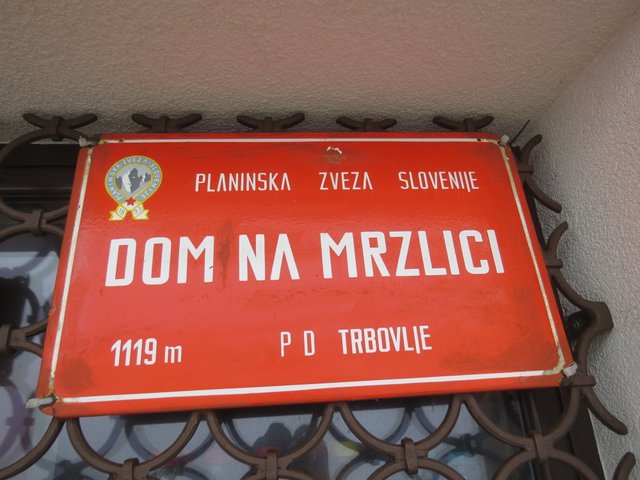 PLANINSKA ZVEZA SLOVENIJE
DOM NA MRZLICI
1119 m P D TRBOVLJE